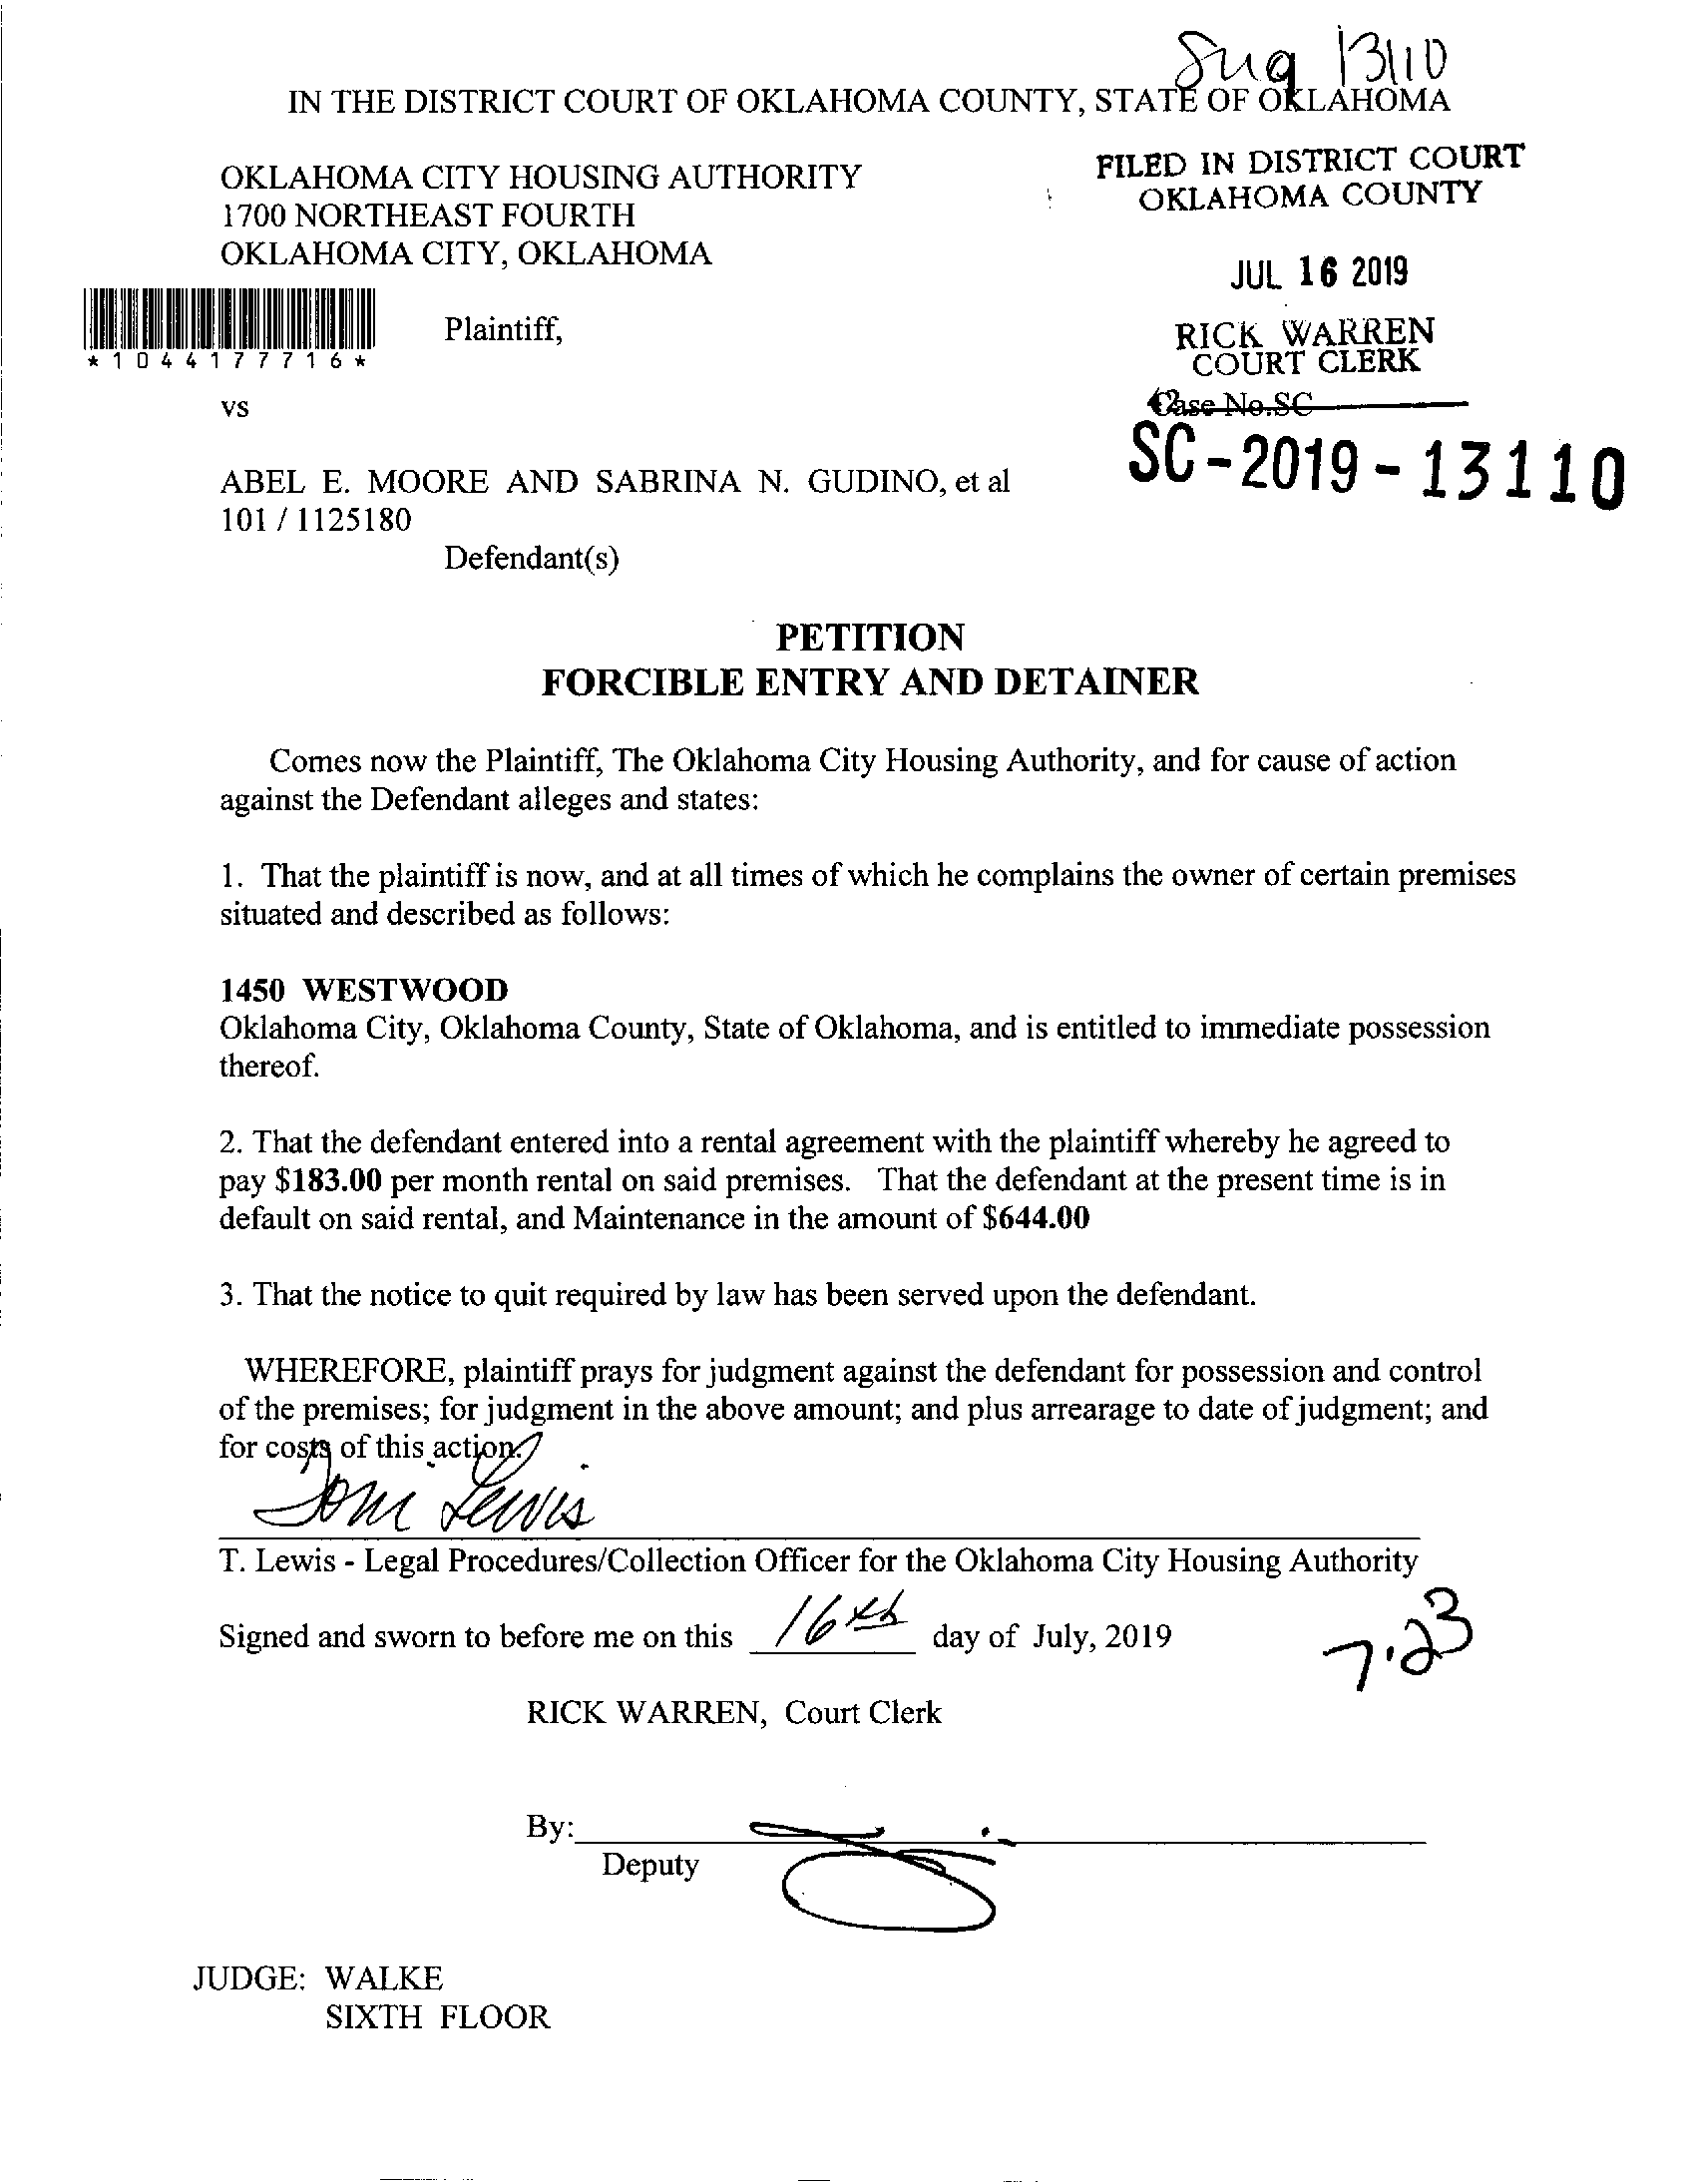 13110
IN THE DISTRICT COURT OF OKLAHOMA COUNTY, STATE OF OKLAHOMA
OKLAHOMA CITY HOUSING AUTHORITY
1700 NORTHEAST FOURTH
OKLAHOMA CITY, OKLAHOMA
FILED IN DISTRICT COURT
OKLAHOMA COUNTY
JUL 16 2019
RICK WARREN
COURT CLERK
*1044177716*
Plaintiff,
vs
Case No.SC
SC-2019-13110
ABEL E. MOORE AND SABRINA N. GUDINO, et al
101 / 1125180
Defendant(s)
PETITION
FORCIBLE ENTRY AND DETAINER
Comes now the Plaintiff, The Oklahoma City Housing Authority, and for cause of action
against the Defendant alleges and states:
1. That the plaintiff is now, and at all times of which he complains the owner of certain premises
situated and described as follows:
1450 WESTWOOD
Oklahoma City, Oklahoma County, State of Oklahoma, and is entitled to immediate possession
thereof.
2. That the defendant entered into a rental agreement with the plaintiff whereby he agreed to
pay $183.00 per month rental on said premises. That the defendant at the present time is in
default on said rental, and Maintenance in the amount of $644.00
3. That the notice to quit required by law has been served upon the defendant.
WHEREFORE, plaintiff prays for judgment against the defendant for possession and control
of the premises; for judgment in the above amount; and plus arrearage to date of judgment; and
for costs of this action.
Lewis
T. Lewis - Legal Procedures/Collection Officer for the Oklahoma City Housing Authority
Signed and sworn to before me on this 16th day of July, 2019
7.23
RICK WARREN, Court Clerk
By:
Deputy
JUDGE: WALKE
SIXTH FLOOR